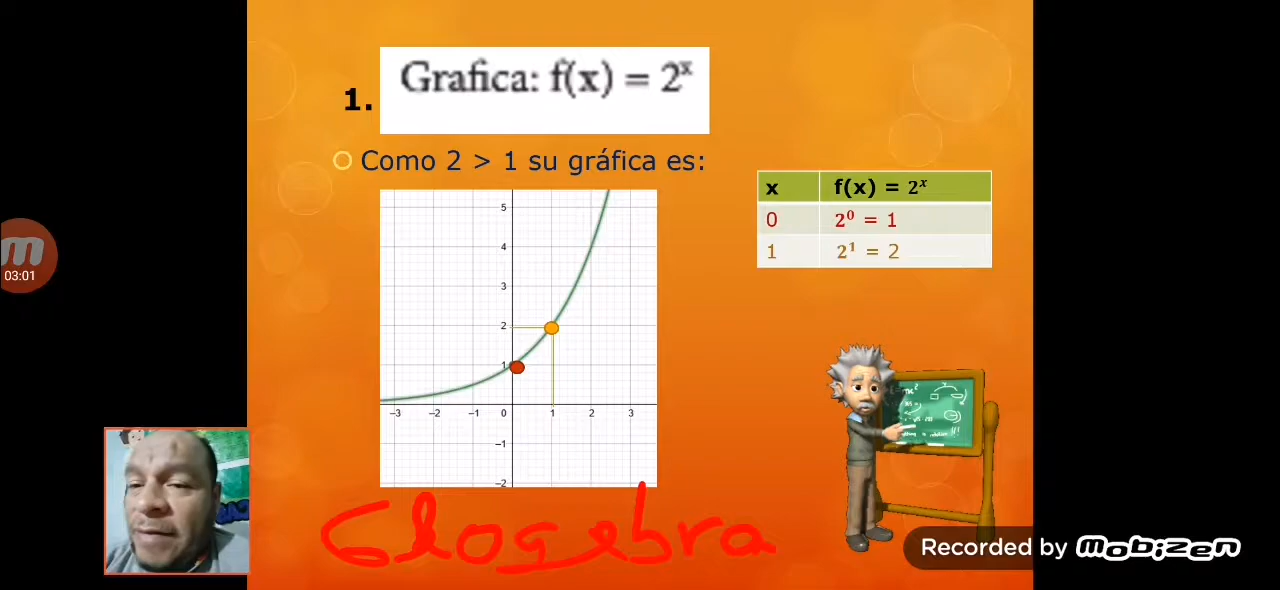 Grafica: f(x) = 2ˣ
1.
Como 2 > 1 su gráfica es:
x f(x) = 2ˣ
0 2⁰ = 1
1 2¹ = 2
5
4
3
2
1
-3 -2 -1 0 1 2 3
-1
-2
03:01
Geogebra
Recorded by mobizen